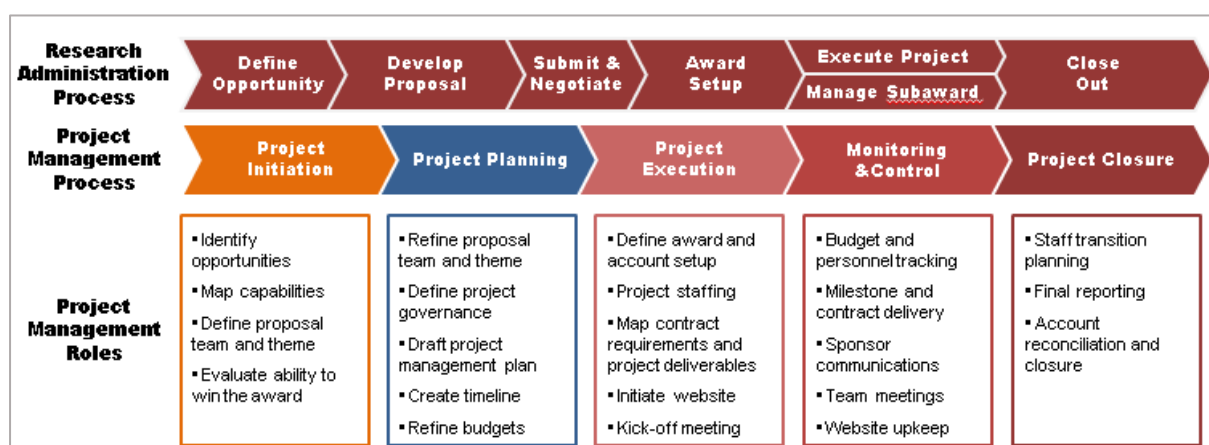 Research
Administration
Process
Define
Opportunity
Develop
Proposal
Submit &
Negotiate
Award
Setup
Execute Project
Manage Subaward
Close
Out
Project
Management
Process
Project
Initiation
Project Planning
Project
Execution
Monitoring
&Control
Project Closure
Project
Management
Roles
▪ Identify
opportunities
▪ Map capabilities
▪ Define proposal
team and theme
▪ Evaluate ability to
win the award
▪ Refine proposal
team and theme
▪ Define project
governance
▪ Draft project
management plan
▪ Create timeline
▪ Refine budgets
▪ Define award and
account setup
▪ Project staffing
▪ Map contract
requirements and
project deliverables
▪ Initiate website
▪ Kick-off meeting
▪ Budget and
personnel tracking
▪ Milestone and
contract delivery
▪ Sponsor
communications
▪ Team meetings
▪ Website upkeep
▪ Staff transition
planning
▪ Final reporting
▪ Account
reconciliation and
closure